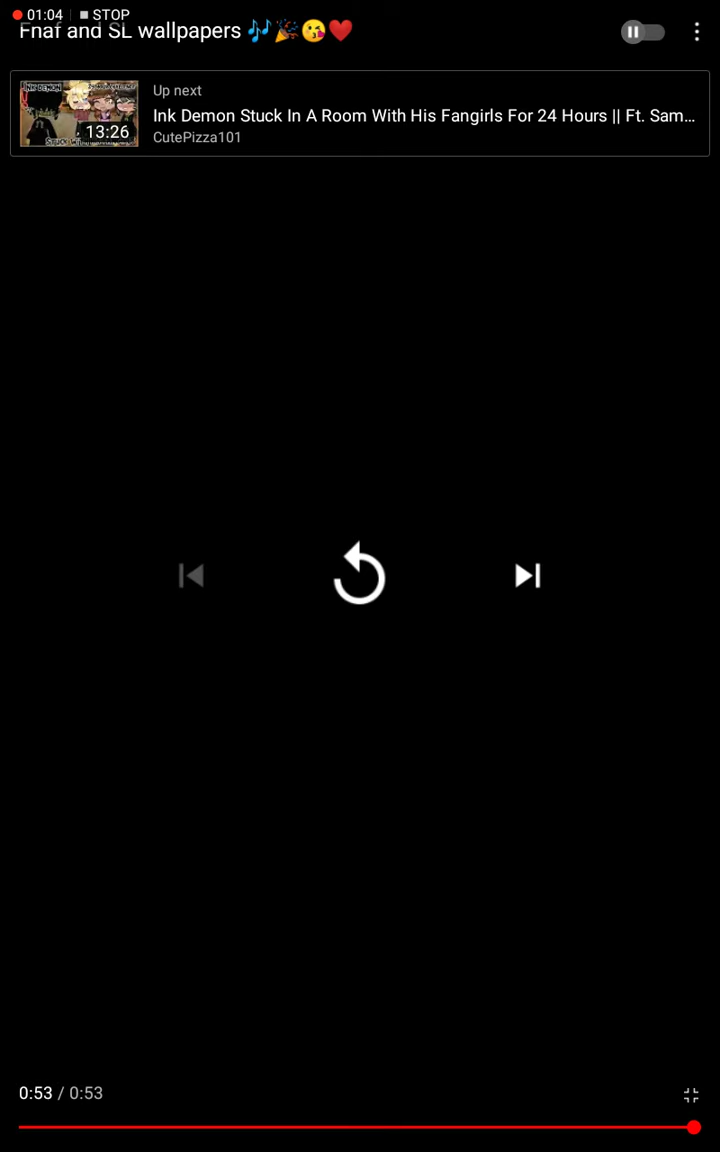 01:04 STOP
Fnaf and SL wallpapers 🎶🎉😘❤️
Up next
Ink Demon Stuck In A Room With His Fangirls For 24 Hours || Ft. Sam...
CutePizza101
13:26
0:53 / 0:53